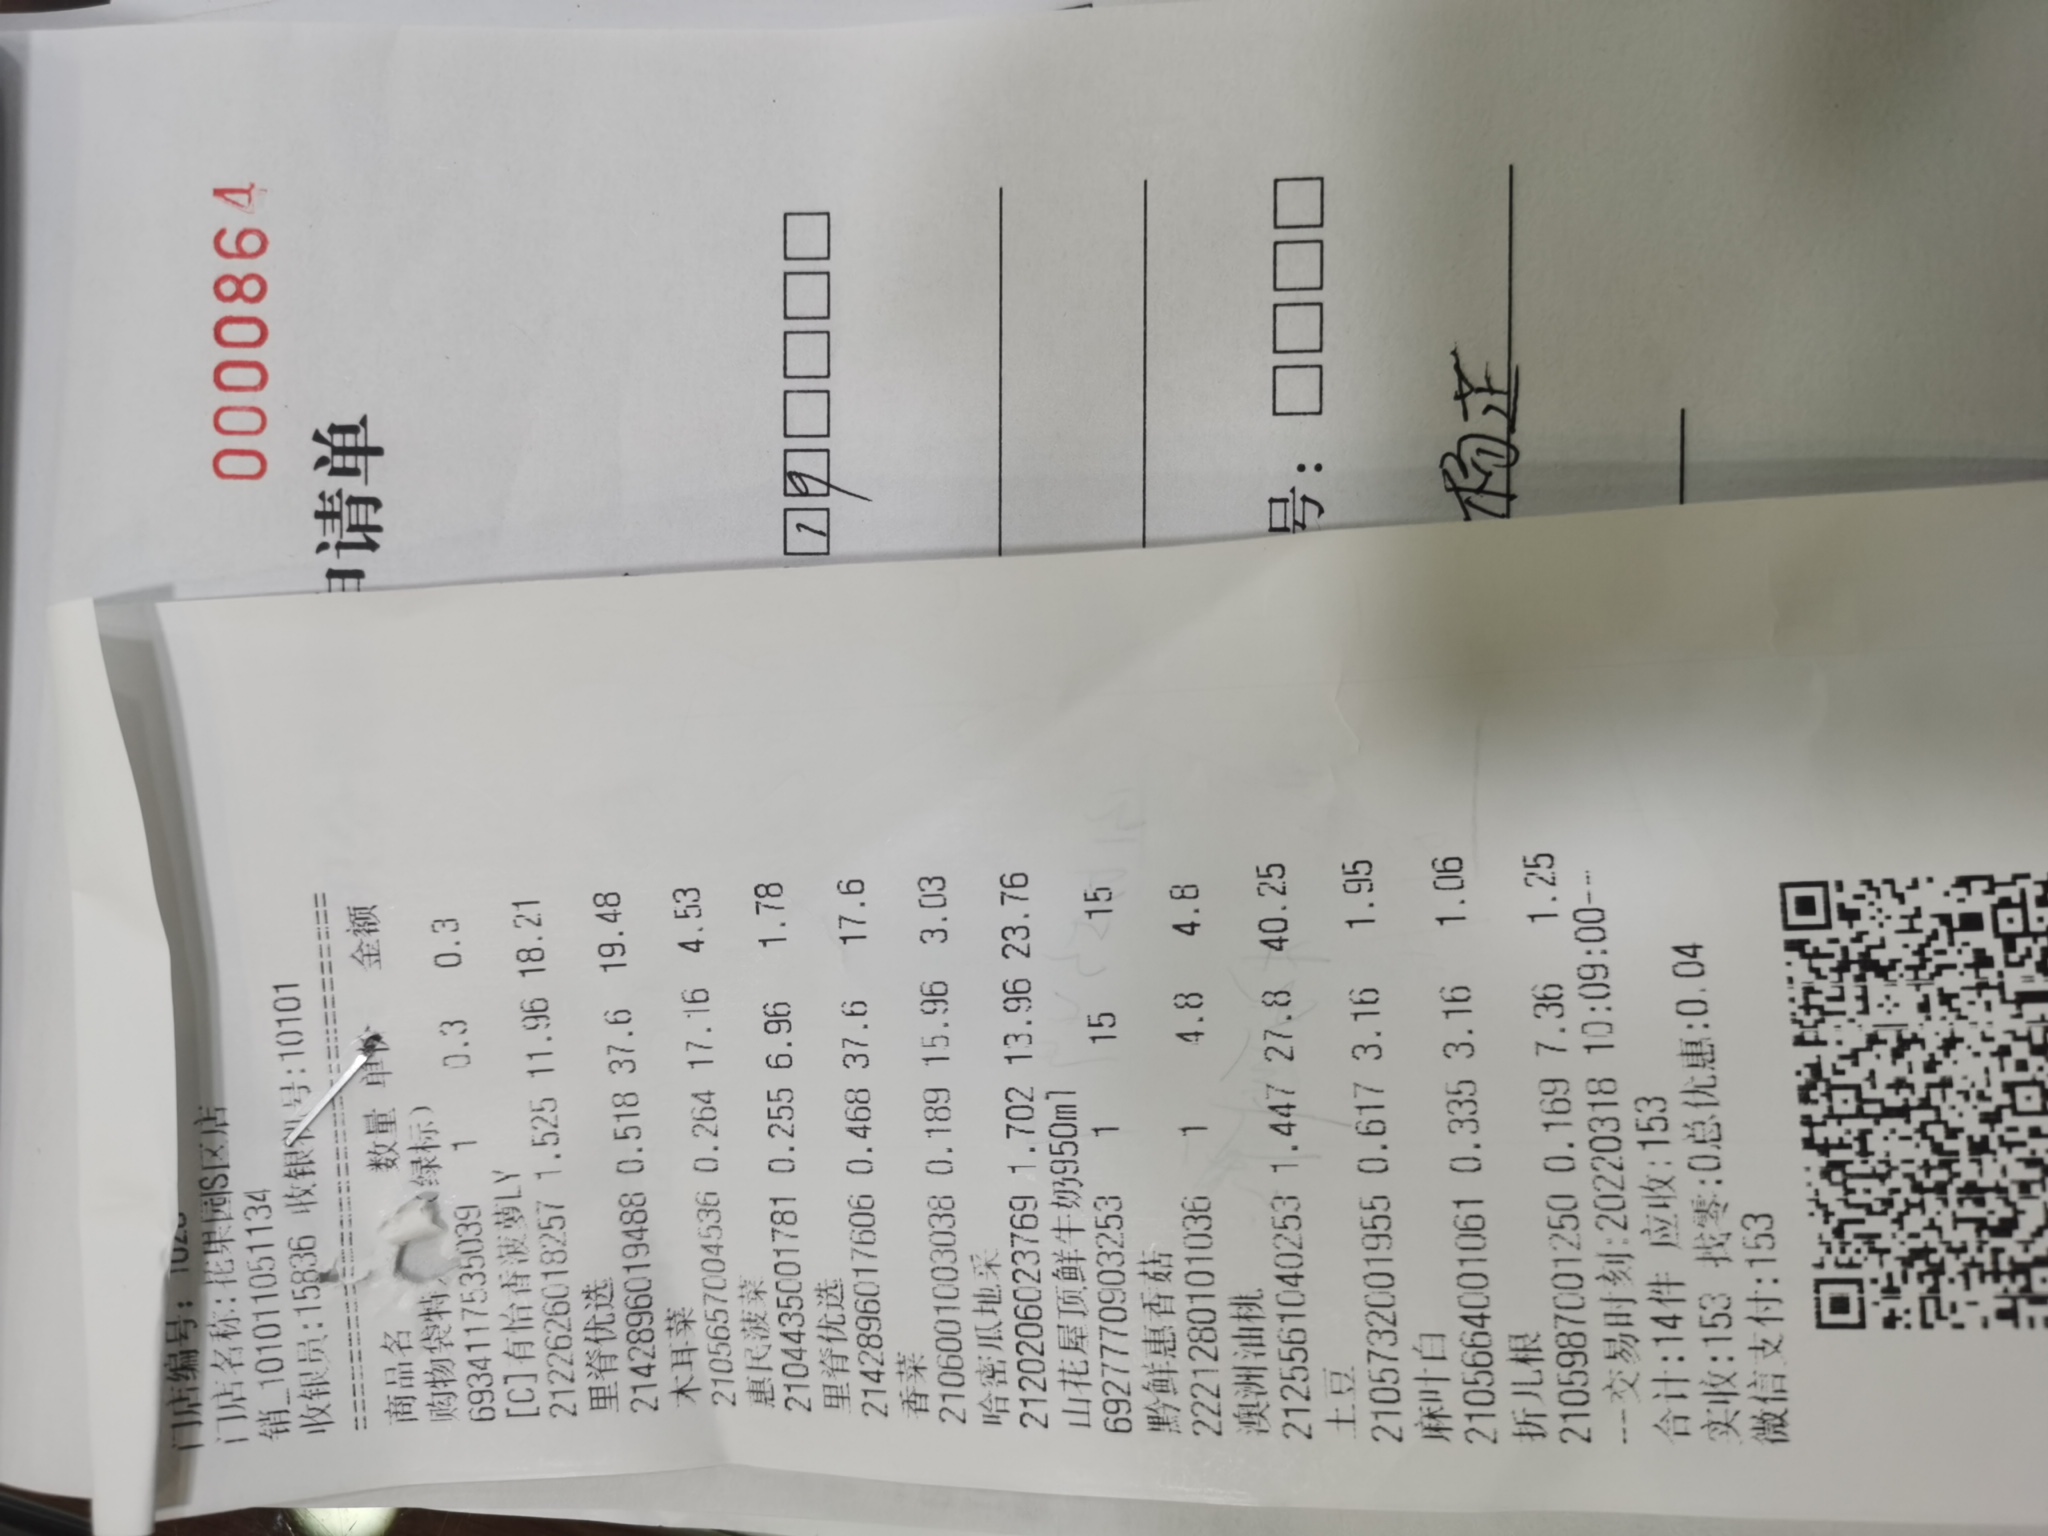 0000864
申请单
19
号:
门店编号:
门店名称:花果园S区店
销_101011051134
收银员:15836 收银机号:10101
==============================
商品名 数量 单价 金额
购物袋特 (绿标)
6934117535039 1 0.3 0.3
[C]有怡香菠萝LY
2122626018257 1.525 11.96 18.21
里脊优选
2142896019488 0.518 37.6 19.48
木耳菜
2105657004536 0.264 17.16 4.53
惠民菠菜
2104435001781 0.255 6.96 1.78
里脊优选
2142896017606 0.468 37.6 17.6
香菜
2106001003038 0.189 15.96 3.03
哈密瓜地采
2120206023769 1.702 13.96 23.76
山花屋顶鲜牛奶950ml
6927770903253 1 15 15
黔鲜惠香菇
2221280101036 1 4.8 4.8
澳洲油桃
2125561040253 1.447 27.8 40.25
土豆
2105732001955 0.617 3.16 1.95
麻叶白
2105664001061 0.335 3.16 1.06
折儿根
2105987001250 0.169 7.36 1.25
---交易时刻:20220318 10:09:00---
合计:14件 应收:153
实收:153 找零:0总优惠:0.04
微信支付:153